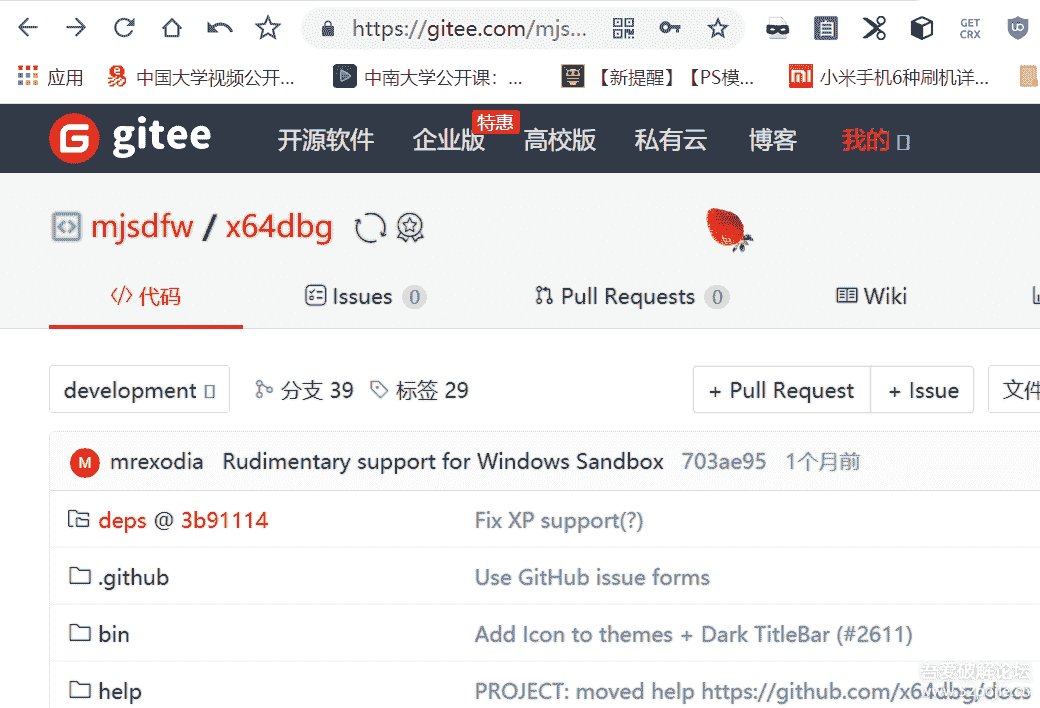 https://gitee.com/mjs... GET CRX
应用 中国大学视频公开... 中南大学公开课：... 【新提醒】【PS模... 小米手机6种刷机详...
特惠
G gitee 开源软件 企业版 高校版 私有云 博客 我的
mjsdfw / x64dbg
</> 代码 Issues 0 Pull Requests 0 Wiki
development 分支 39 标签 29 + Pull Request + Issue 文件
M mrexodia Rudimentary support for Windows Sandbox 703ae95 1个月前
deps @ 3b91114 Fix XP support(?)
.github Use GitHub issue forms
bin Add Icon to themes + Dark TitleBar (#2611)
help PROJECT: moved help https://github.com/x64dbg/docs
吾爱破解论坛
www.52pojie.cn